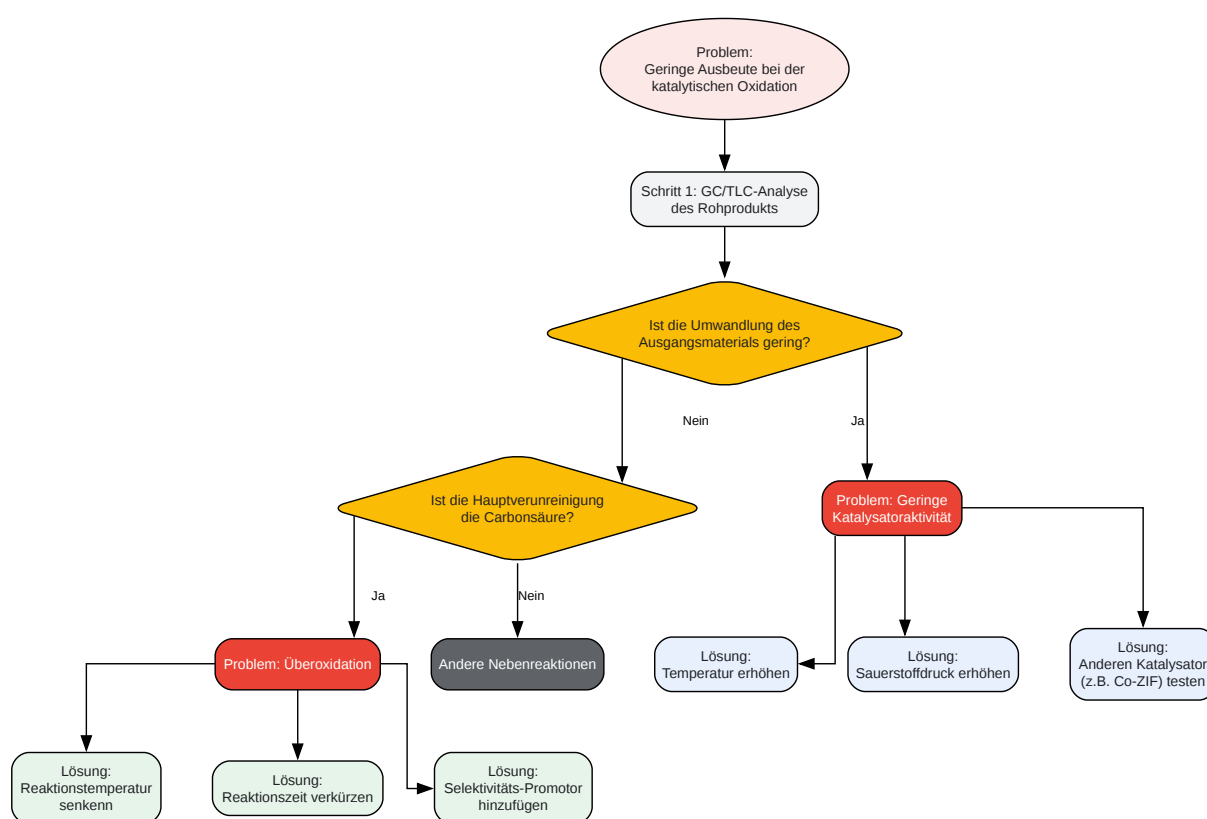 Problem:
Geringe Ausbeute bei der
katalytischen Oxidation
Schritt 1: GC/TLC-Analyse
des Rohprodukts
Ist die Umwandlung des
Ausgangsmaterials gering?
Nein
Ja
Ist die Hauptverunreinigung
die Carbonsäure?
Problem: Geringe
Katalysatoraktivität
Ja
Nein
Problem: Überoxidation
Andere Nebenreaktionen
Lösung:
Temperatur erhöhen
Lösung:
Sauerstoffdruck erhöhen
Lösung:
Anderen Katalysator
(z.B. Co-ZIF) testen
Lösung:
Reaktionstemperatur
senkenn
Lösung:
Reaktionszeit verkürzen
Lösung:
Selektivitäts-Promotor
hinzufügen